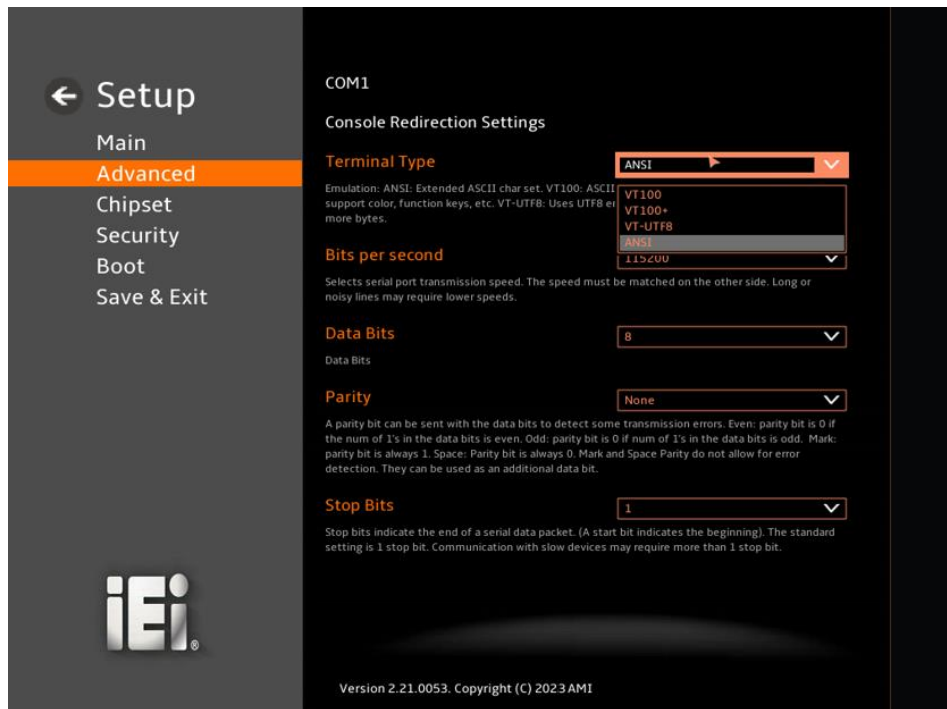 Setup
Main
Advanced
Chipset
Security
Boot
Save & Exit
COM1
Console Redirection Settings
Terminal Type
ANSI
Emulation: ANSI: Extended ASCII char set. VT100: ASCII
support color, function keys, etc. VT-UTF8: Uses UTF8
more bytes.
VT100
VT100+
VT-UTF8
ANSI
Bits per second
115200
Selects serial port transmission speed. The speed must be matched on the other side. Long or
noisy lines may require lower speeds.
Data Bits
8
Data Bits
Parity
None
A parity bit can be sent with the data bits to detect some transmission errors. Even: parity bit is 0 if
the num of 1's in the data bits is even. Odd: parity bit is 0 if num of 1's in the data bits is odd. Mark:
parity bit is always 1. Space: Parity bit is always 0. Mark and Space Parity do not allow for error
detection. They can be used as an additional data bit.
Stop Bits
1
Stop bits indicate the end of a serial data packet. (A start bit indicates the beginning). The standard
setting is 1 stop bit. Communication with slow devices may require more than 1 stop bit.
iEi®
Version 2.21.0053. Copyright (C) 2023 AMI